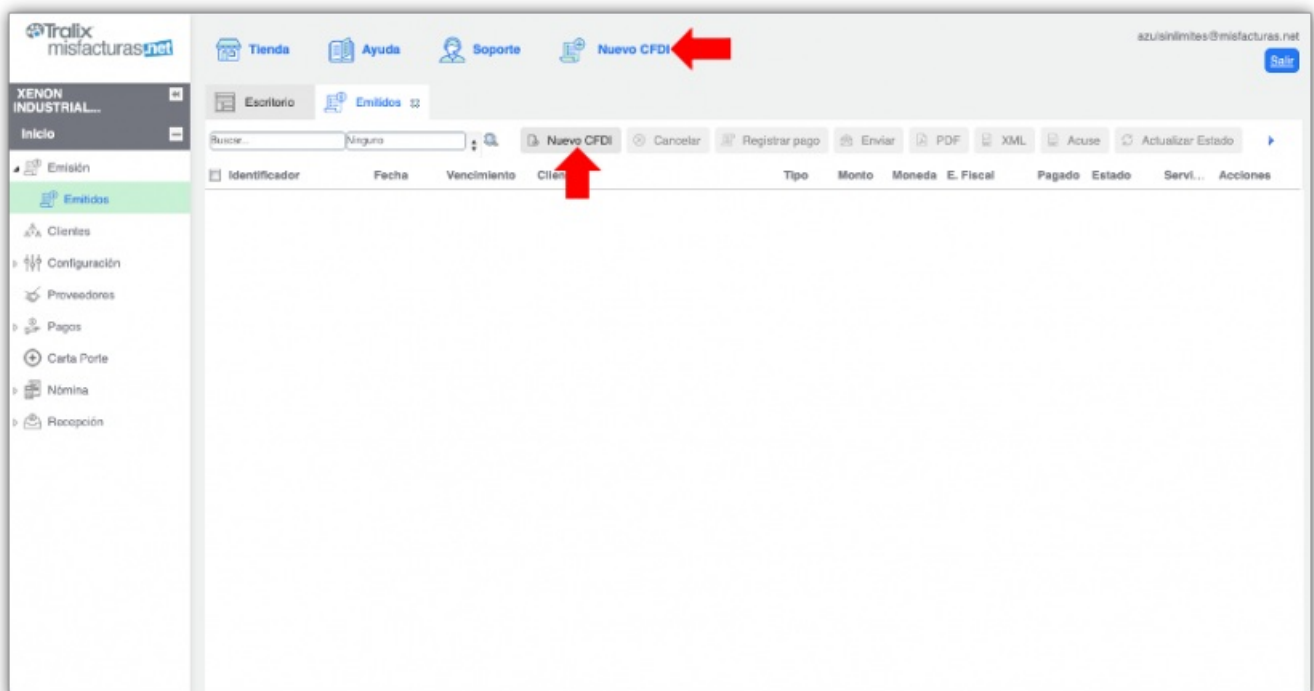 Tralix
misfacturas.net
Tienda
Ayuda
Soporte
Nuevo CFDI
azulsinlimites@misfacturas.net
Salir
XENON
INDUSTRIAL...
Inicio
Emisión
Emitidos
Clientes
Configuración
Proveedores
Pagos
Carta Porte
Nómina
Recepción
Escritorio
Emitidos
Buscar... Ninguno Nuevo CFDI Cancelar Registrar pago Enviar PDF XML Acuse Actualizar Estado
Identificador Fecha Vencimiento Tipo Monto Moneda E. Fiscal Pagado Estado Servi... Acciones